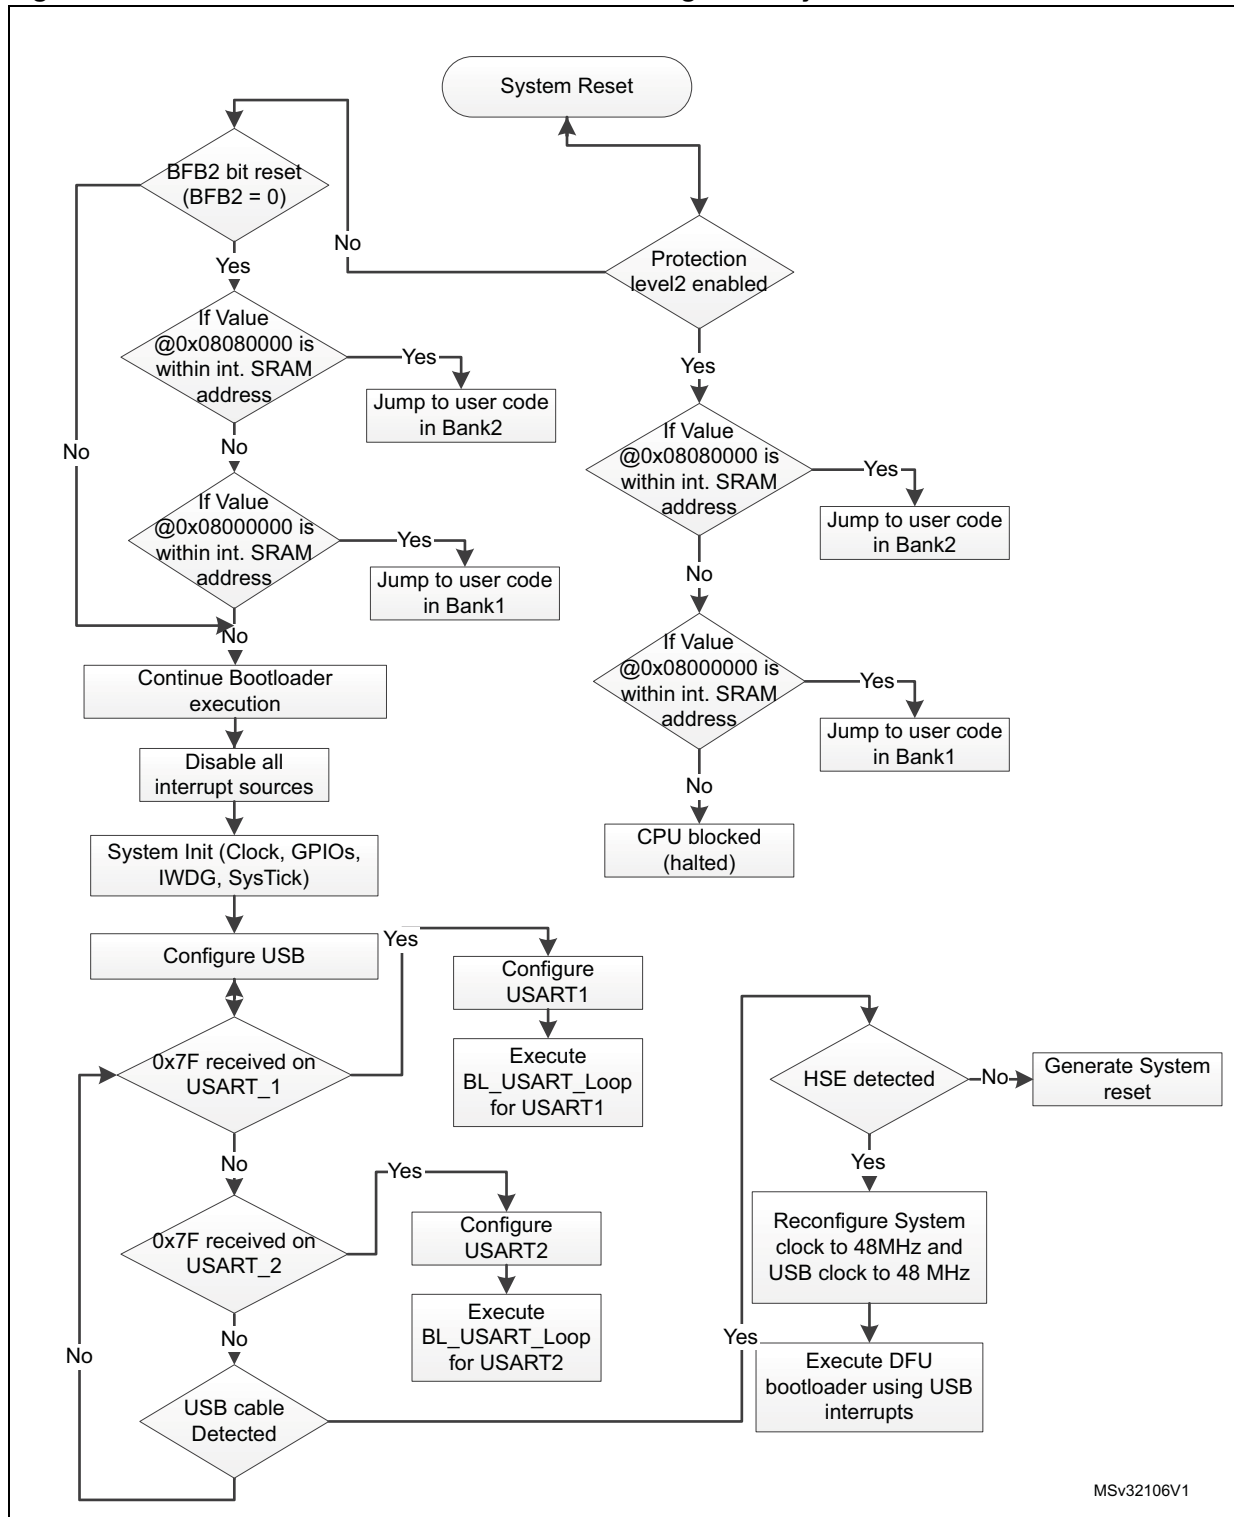 System Reset
BFB2 bit reset
(BFB2 = 0)
No
Protection
level2 enabled
Yes
If Value
@0x08080000 is
within int. SRAM
address
Yes
Jump to user code
in Bank2
Yes
No
No
If Value
@0x08080000 is
within int. SRAM
address
Yes
Jump to user code
in Bank2
If Value
@0x08000000 is
within int. SRAM
address
Yes
Jump to user code
in Bank1
No
No
If Value
@0x08000000 is
within int. SRAM
address
Yes
Jump to user code
in Bank1
No
CPU blocked
(halted)
Continue Bootloader
execution
Disable all
interrupt sources
System Init (Clock, GPIOs,
IWDG, SysTick)
Configure USB
Yes
Configure
USART1
Execute
BL_USART_Loop
for USART1
0x7F received on
USART_1
No
Yes
Configure
USART2
Execute
BL_USART_Loop
for USART2
0x7F received on
USART_2
No
No
USB cable
Detected
Yes
HSE detected
No
Generate System
reset
Yes
Reconfigure System
clock to 48MHz and
USB clock to 48 MHz
Execute DFU
bootloader using USB
interrupts
MSv32106V1